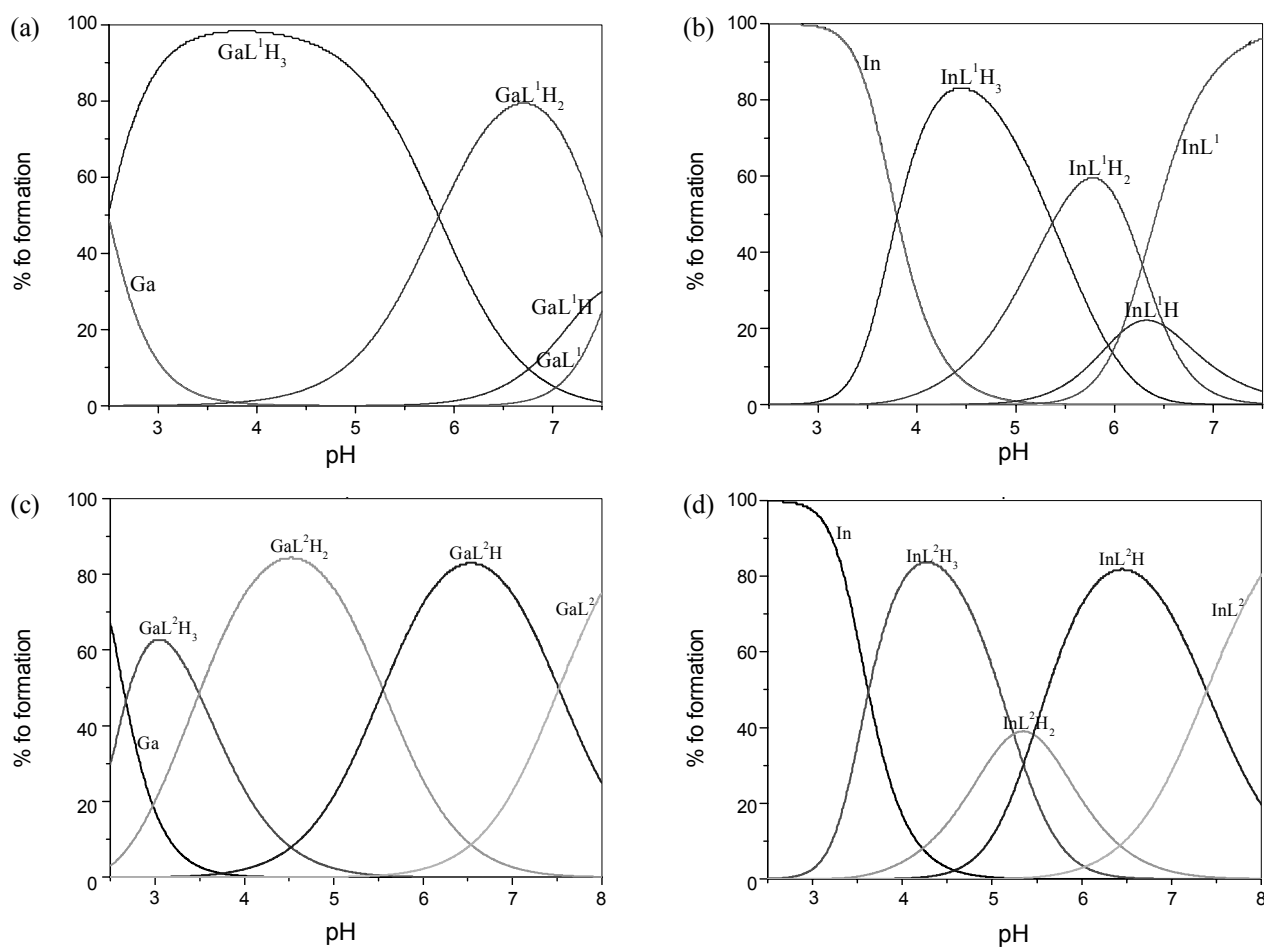 (a)
100
80
60
40
20
0
% fo formation
3 4 5 6 7
pH
Ga
GaL¹H₃
GaL¹H₂
GaL¹H
GaL¹
(b)
100
80
60
40
20
0
% fo formation
3 4 5 6 7
pH
In
InL¹H₃
InL¹H₂
InL¹H
InL¹
(c)
100
80
60
40
20
0
% fo formation
3 4 5 6 7 8
pH
Ga
GaL²H₃
GaL²H₂
GaL²H
GaL²
(d)
100
80
60
40
20
0
% fo formation
3 4 5 6 7 8
pH
In
InL²H₃
InL²H₂
InL²H
InL²